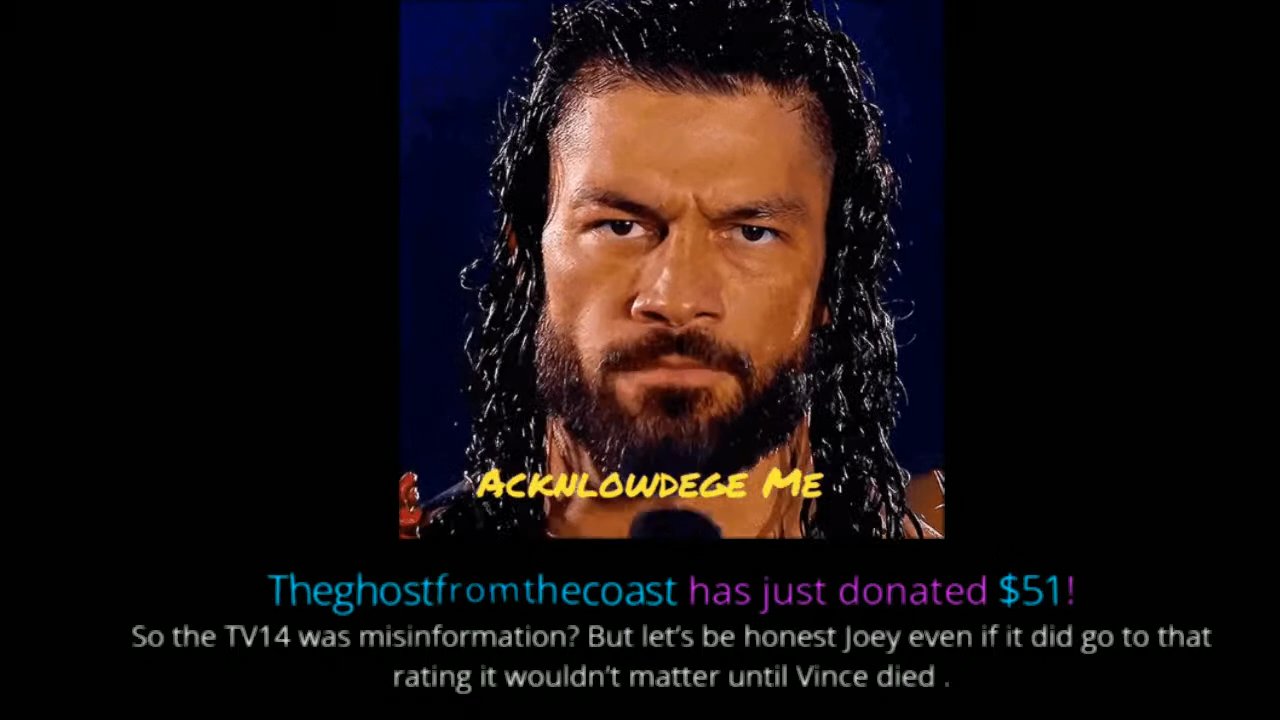 Acknlowdege Me
Theghostfromthecoast has just donated $51!
So the TV14 was misinformation? But let's be honest Joey even if it did go to that
rating it wouldn't matter until Vince died .